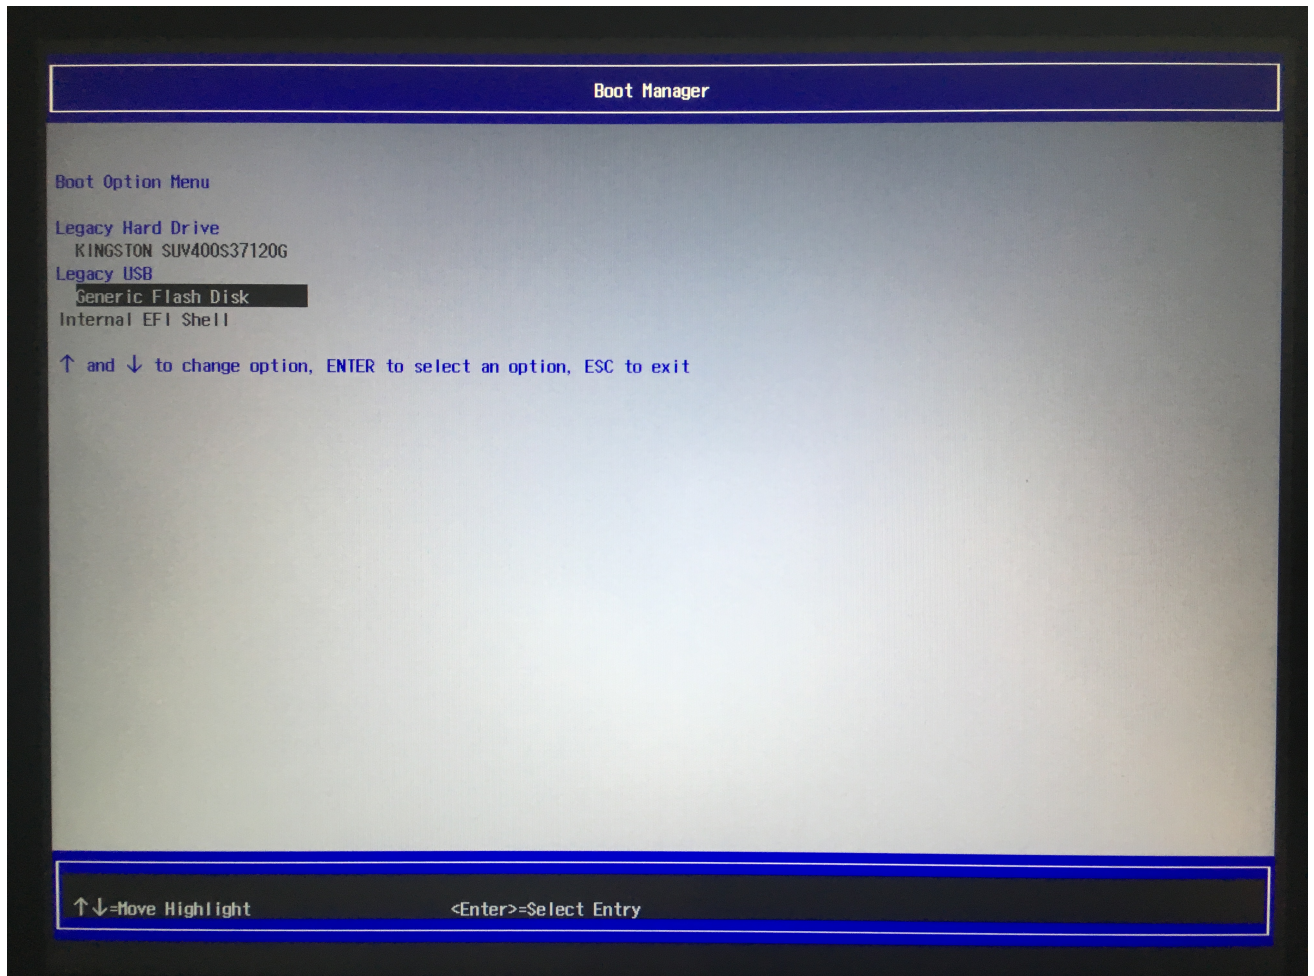 Boot Manager
Boot Option Menu
Legacy Hard Drive
KINGSTON SUV400S37120G
Legacy USB
Generic Flash Disk
Internal EFI Shell
↑ and ↓ to change option, ENTER to select an option, ESC to exit
↑↓=Move Highlight <Enter>=Select Entry